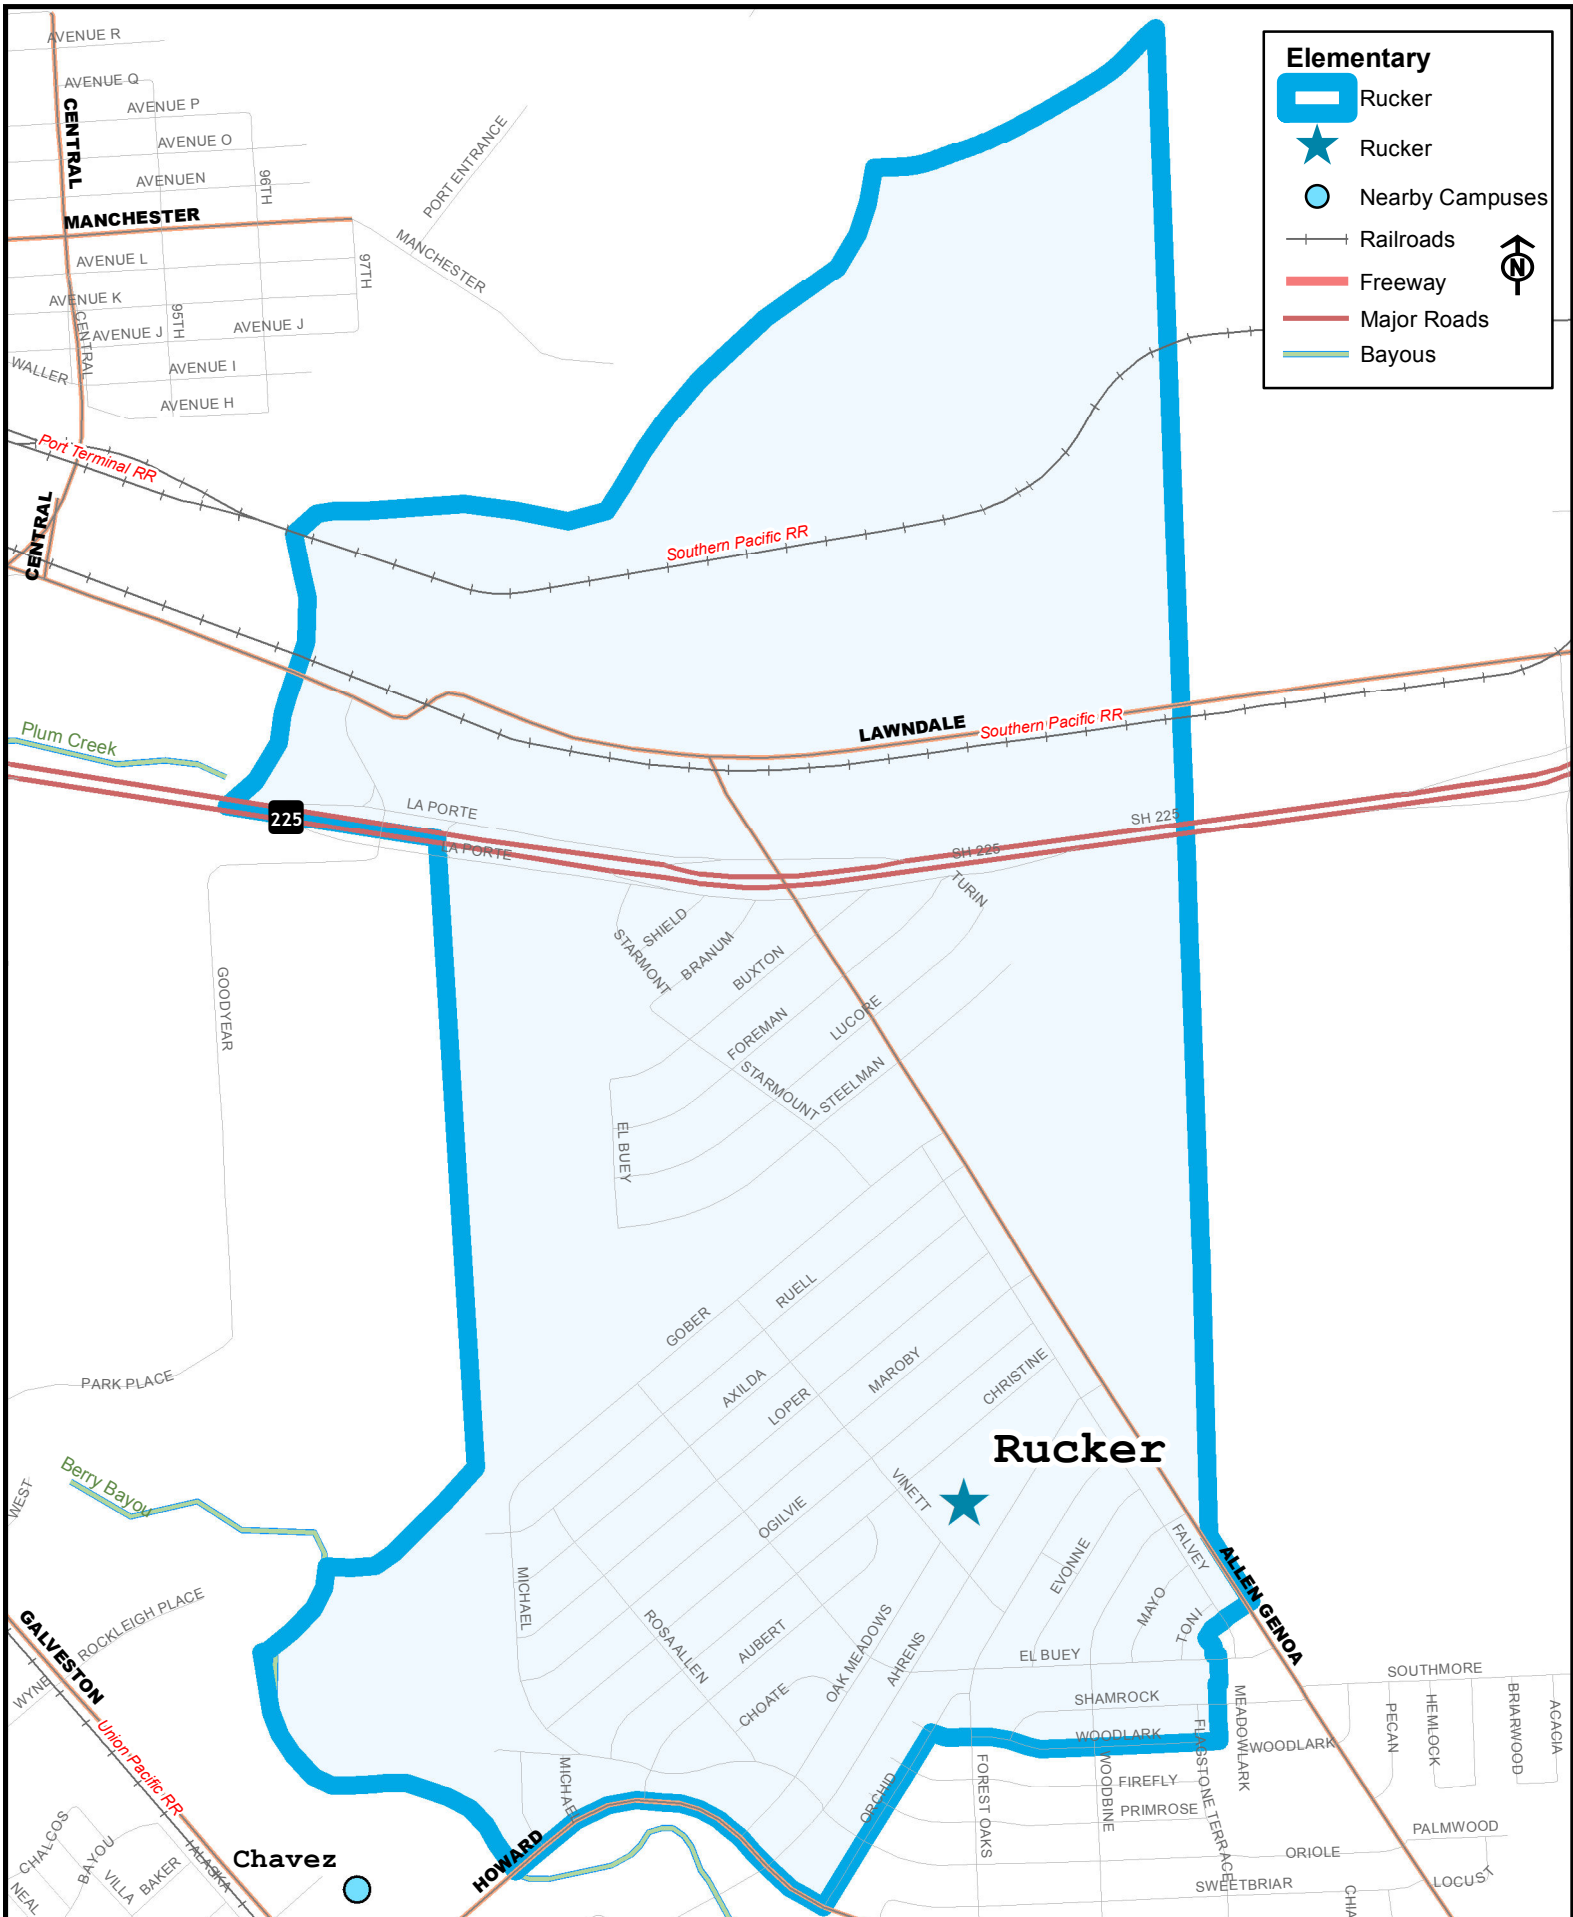 Elementary
Rucker
Rucker
Nearby Campuses
Railroads
N
Freeway
Major Roads
Bayous
AVENUE R
AVENUE Q
CENTRAL
AVENUE P
AVENUE O
AVENUEN
96TH
PORT ENTRANCE
MANCHESTER
MANCHESTER
AVENUE L
97TH
AVENUE K
CENTRAL
95TH
AVENUE J
AVENUE J
WALLER
AVENUE I
AVENUE H
Port Terminal RR
CENTRAL
Southern Pacific RR
Plum Creek
LAWNDALE
Southern Pacific RR
225
LA PORTE
LA PORTE
SH 225
SH 225
TURIN
SHIELD
STARMONT
BRANUM
BUXTON
GOODYEAR
FOREMAN
LUCORE
STARMOUNT
STEELMAN
EL BUEY
GOBER
RUELL
PARK PLACE
AXILDA
LOPER
MAROBY
CHRISTINE
Rucker
Berry Bayou
WEST
VINETT
OGILVIE
FALVEY
EVONNE
ALLEN GENOA
MICHAEL
MAYO
TONI
ROCKLEIGH PLACE
GALVESTON
ROSA ALLEN
AUBERT
OAK MEADOWS
AHRENS
EL BUEY
WYNE
CHOATE
SHAMROCK
MEADOWLARK
SOUTHMORE
PECAN
HEMLOCK
BRIARWOOD
ACACIA
Union Pacific RR
WOODLARK
WOODLARK
FLAGSTONE TERRACE
MICHAEL
ORCHID
FOREST OAKS
WOODBINE
FIREFLY
PRIMROSE
CHALCOS
BAYOU
VILLA
BAKER
ALASKA
NEAL
Chavez
HOWARD
PALMWOOD
ORIOLE
SWEETBRIAR
LOCUST
CHIA